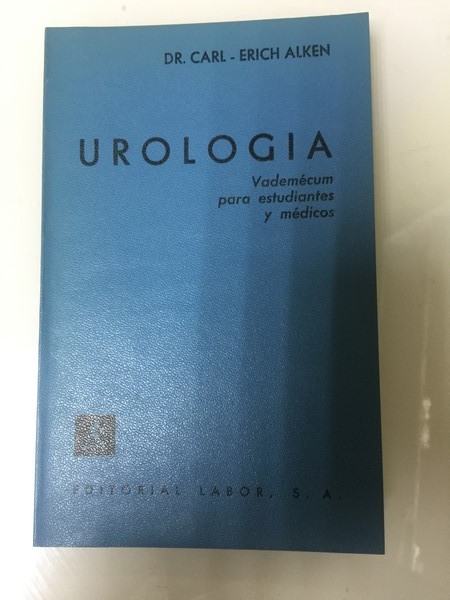 DR. CARL - ERICH ALKEN
UROLOGIA
Vademécum
para estudiantes
y médicos
EDITORIAL LABOR, S. A.